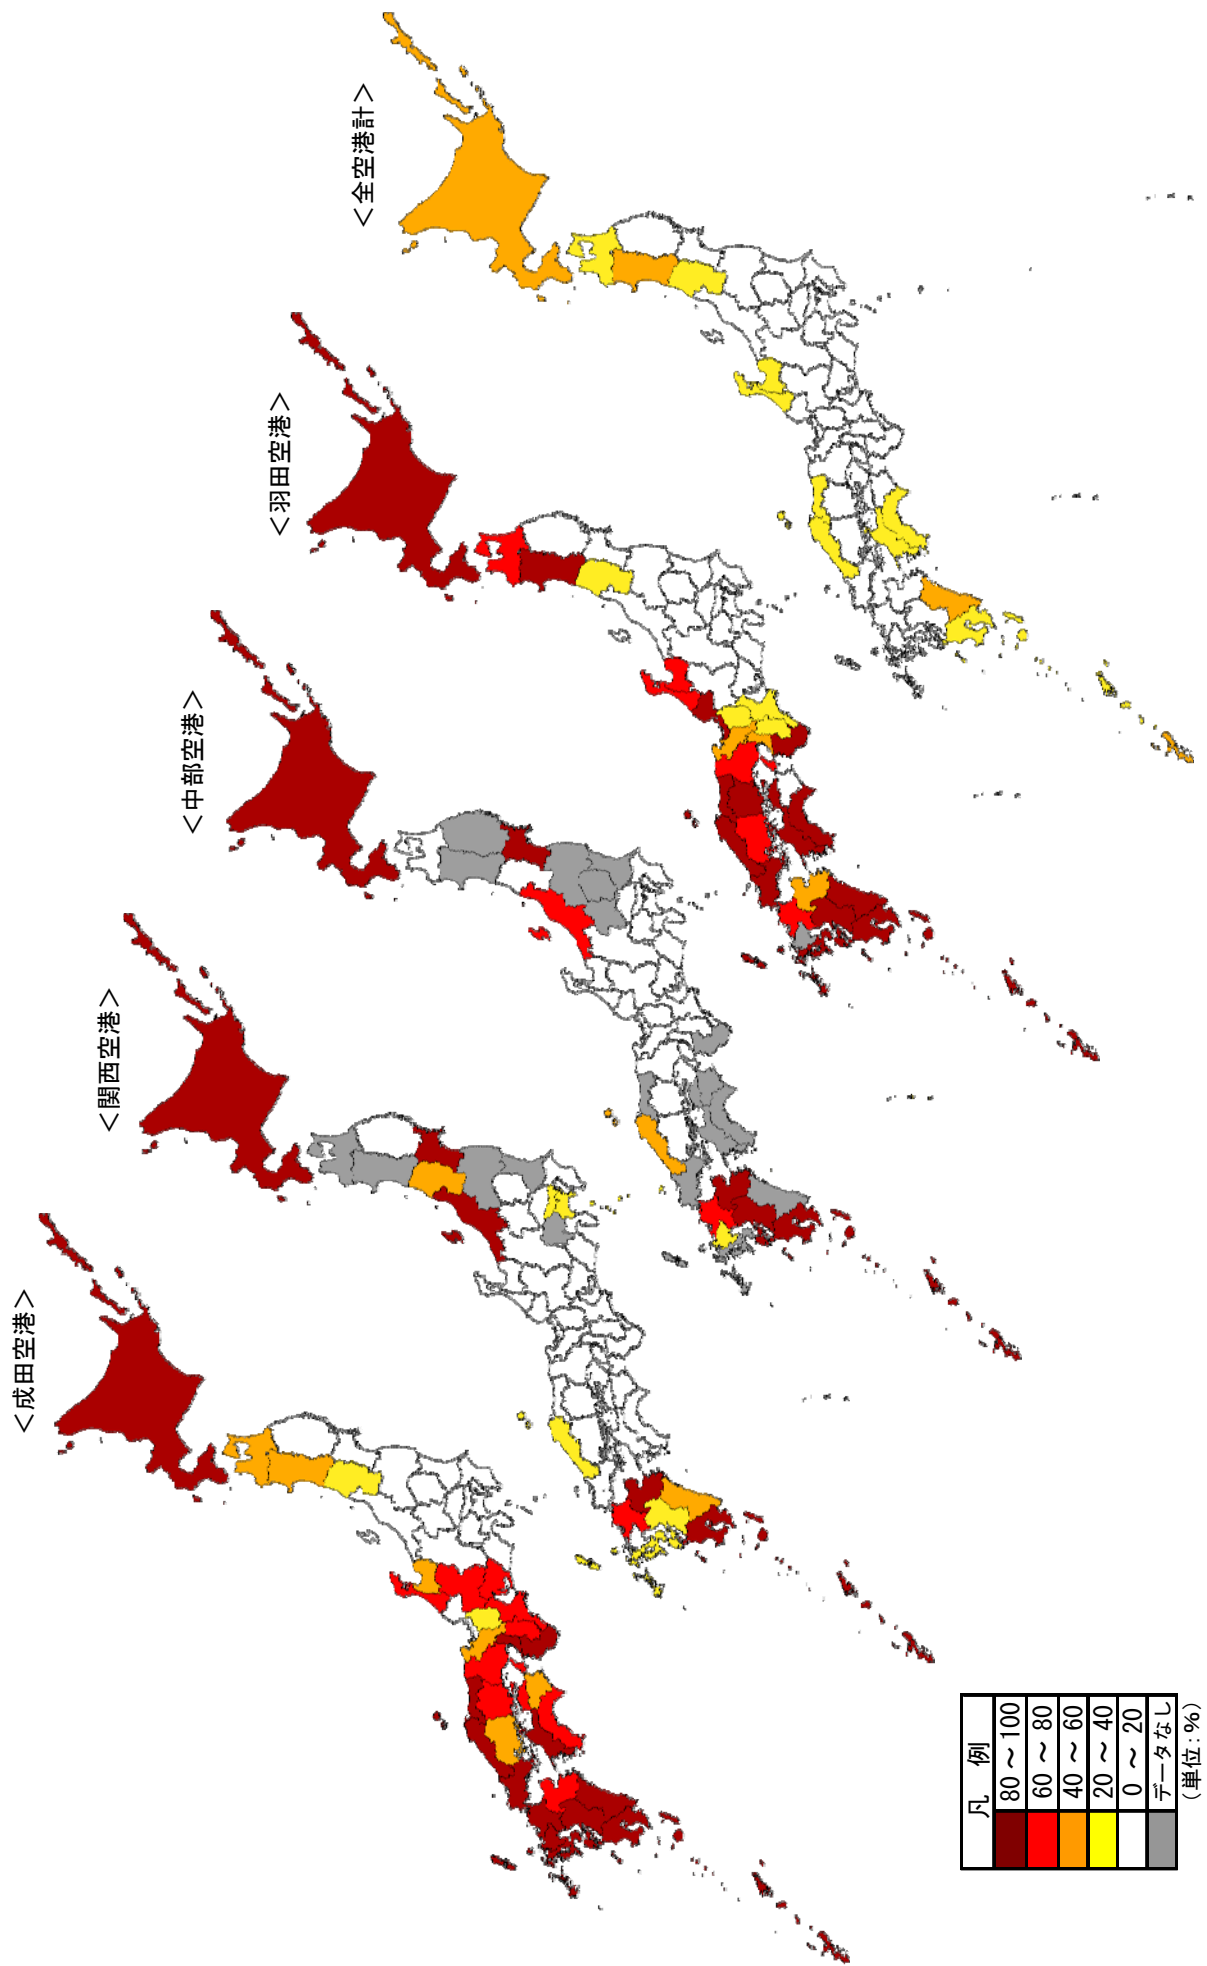 ＜成田空港＞
＜関西空港＞
＜中部空港＞
＜羽田空港＞
＜全空港計＞
凡　例
80 ～ 100
60 ～ 80
40 ～ 60
20 ～ 40
0 ～ 20
データなし
（単位：％）